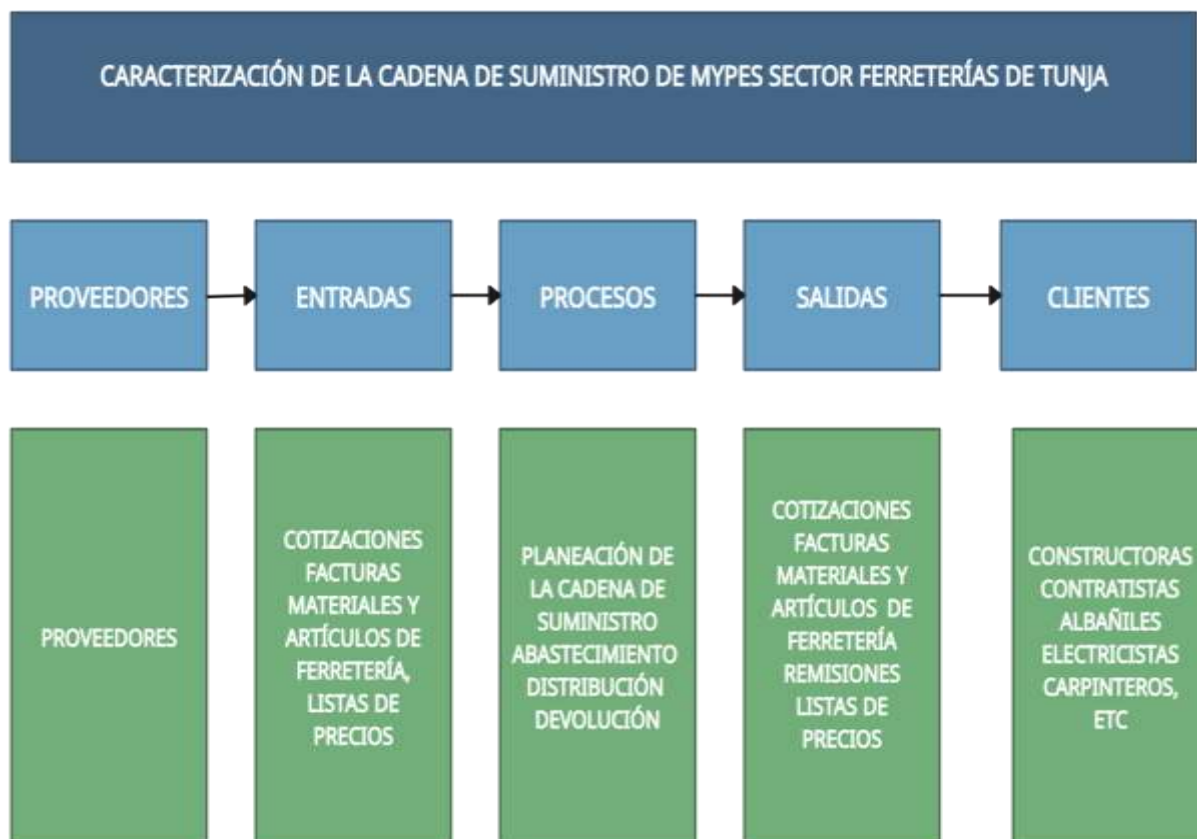 CARACTERIZACIÓN DE LA CADENA DE SUMINISTRO DE MYPES SECTOR FERRETERÍAS DE TUNJA
PROVEEDORES
ENTRADAS
PROCESOS
SALIDAS
CLIENTES
PROVEEDORES
COTIZACIONES
FACTURAS
MATERIALES Y
ARTÍCULOS DE
FERRETERÍA,
LISTAS DE
PRECIOS
PLANEACIÓN DE
LA CADENA DE
SUMINISTRO
ABASTECIMIENTO
DISTRIBUCIÓN
DEVOLUCIÓN
COTIZACIONES
FACTURAS
MATERIALES Y
ARTÍCULOS DE
FERRETERÍA
REMISIONES
LISTAS DE
PRECIOS
CONSTRUCTORAS
CONTRATISTAS
ALBAÑILES
ELECTRICISTAS
CARPINTEROS,
ETC